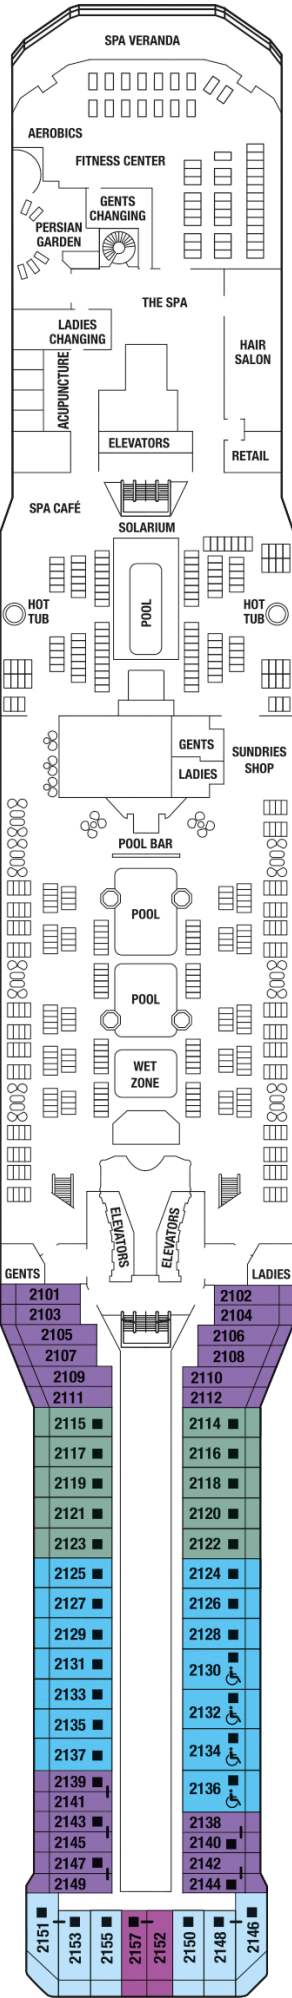 SPA VERANDA
AEROBICS
FITNESS CENTER
GENTS
CHANGING
PERSIAN
GARDEN
THE SPA
LADIES
CHANGING
HAIR
SALON
ACUPUNCTURE
ELEVATORS
RETAIL
SPA CAFÉ
SOLARIUM
HOT
TUB
POOL
HOT
TUB
GENTS
LADIES
SUNDRIES
SHOP
POOL BAR
POOL
POOL
WET
ZONE
ELEVATORS
ELEVATORS
GENTS
LADIES
2101
2102
2103
2104
2105
2106
2107
2108
2109
2110
2111
2112
2115
2114
2117
2116
2119
2118
2121
2120
2123
2122
2125
2124
2127
2126
2129
2128
2131
2130
2133
2132
2135
2134
2137
2136
2139
2141
2138
2143
2140
2145
2142
2147
2144
2149
2151
2153
2155
2157
2152
2150
2148
2146